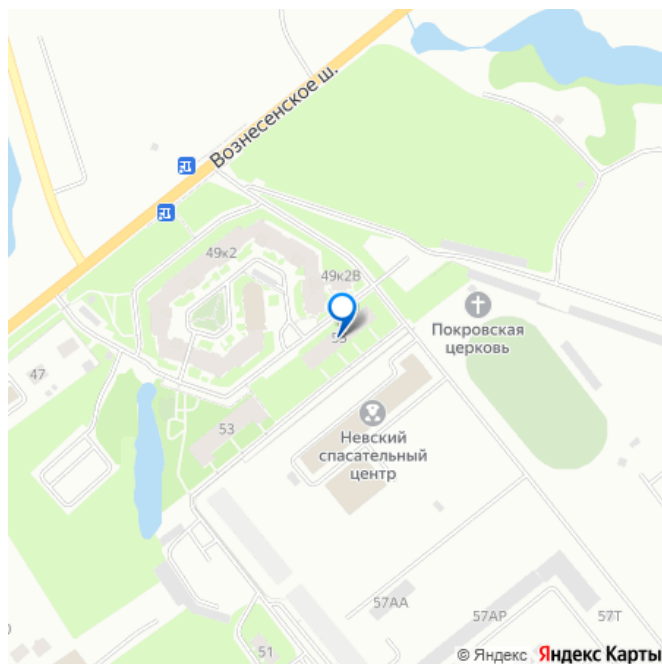 Вознесенское ш.
49к2
49к2В
Покровская
церковь
55
47
53
Невский
спасательный
центр
57АА
57АР
57Т
51
© Яндекс Яндекс Карты